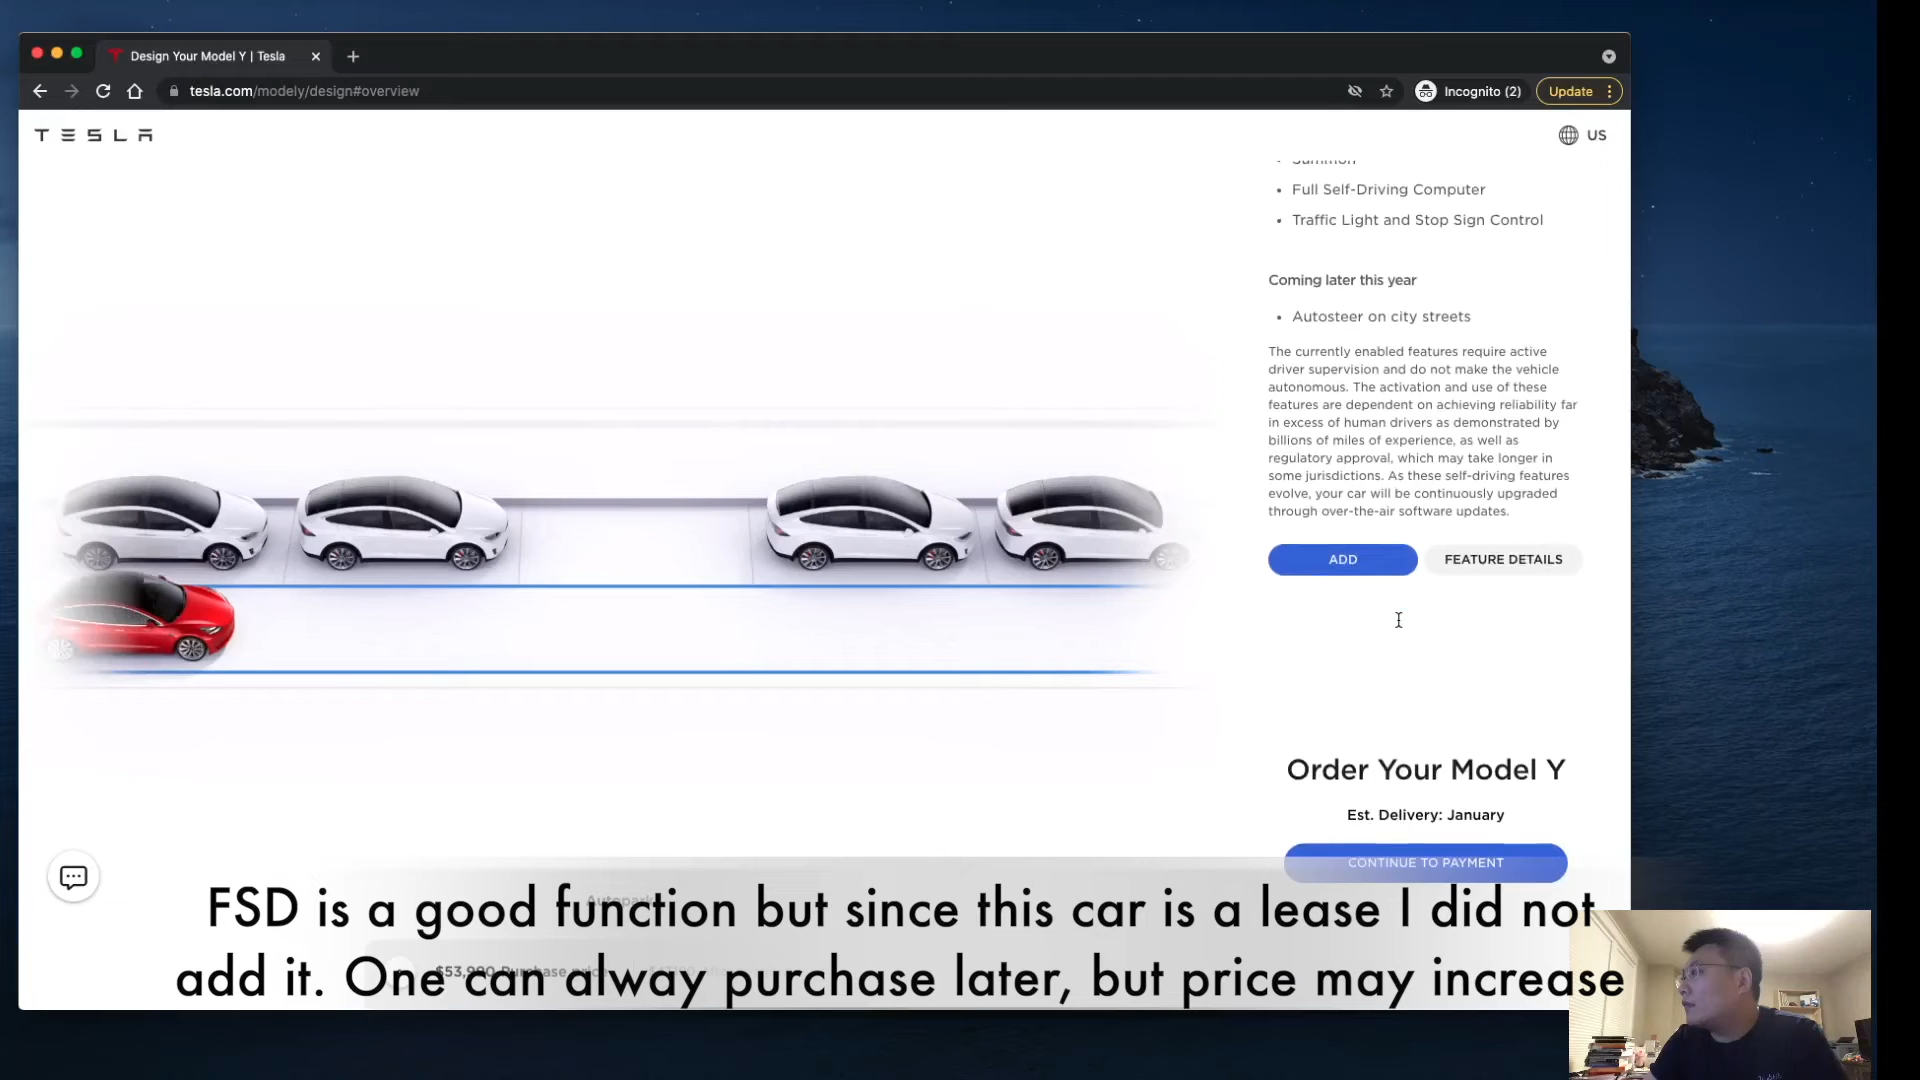 Design Your Model Y | Tesla
tesla.com/modely/design#overview
Incognito (2)
Update
TESLA
US
Summon
Full Self-Driving Computer
Traffic Light and Stop Sign Control
Coming later this year
Autosteer on city streets
The currently enabled features require active
driver supervision and do not make the vehicle
autonomous. The activation and use of these
features are dependent on achieving reliability far
in excess of human drivers as demonstrated by
billions of miles of experience, as well as
regulatory approval, which may take longer in
some jurisdictions. As these self-driving features
evolve, your car will be continuously upgraded
through over-the-air software updates.
ADD
FEATURE DETAILS
Order Your Model Y
Est. Delivery: January
CONTINUE TO PAYMENT
Autopark
$53,990 Purchase price
FSD is a good function but since this car is a lease I did not
add it. One can alway purchase later, but price may increase